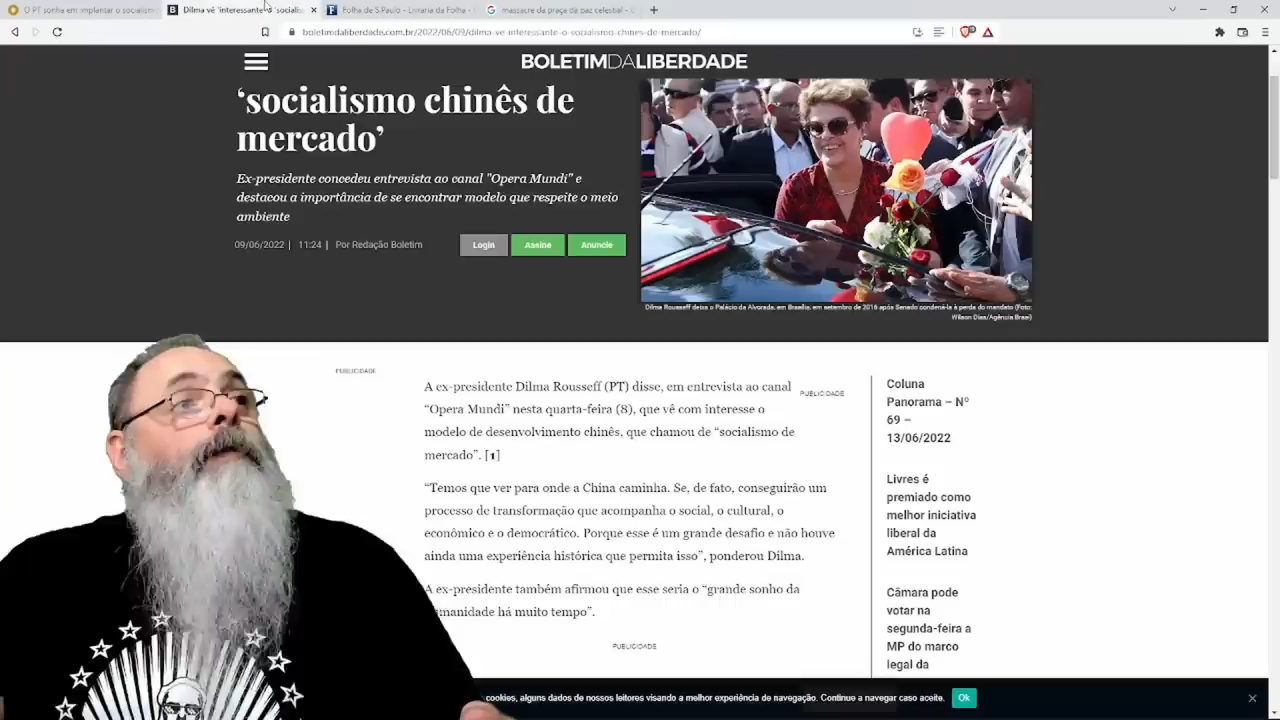 O PT sonha em implantar o socialismo
Dilma vê 'interessante' o 'socialis
Folha de S.Paulo - Livraria da Folha -
massacre da praça da paz celestial -
boletimdaliberdade.com.br/2022/06/09/dilma-ve-interessante-o-socialismo-chines-de-mercado/
BOLETIMDALIBERDADE
‘socialismo chinês de
mercado’
Ex-presidente concedeu entrevista ao canal "Opera Mundi" e
destacou a importância de se encontrar modelo que respeite o meio
ambiente
09/06/2022 | 11:24 | Por Redação Boletim
Login
Assine
Anuncie
Dilma Rousseff deixa o Palácio da Alvorada, em Brasília, em setembro de 2016 após Senado condená-la à perda do mandato (Foto:
Wilson Dias/Agência Brasil)
PUBLICIDADE
A ex-presidente Dilma Rousseff (PT) disse, em entrevista ao canal
“Opera Mundi” nesta quarta-feira (8), que vê com interesse o
modelo de desenvolvimento chinês, que chamou de “socialismo de
mercado”. [1]
“Temos que ver para onde a China caminha. Se, de fato, conseguirão um
processo de transformação que acompanha o social, o cultural, o
econômico e o democrático. Porque esse é um grande desafio e não houve
ainda uma experiência histórica que permita isso”, ponderou Dilma.
A ex-presidente também afirmou que esse seria o “grande sonho da
manidade há muito tempo”.
PUBLICIDADE
PUBLICIDADE
Coluna
Panorama – Nº
69 –
13/06/2022
Livres é
premiado como
melhor iniciativa
liberal da
América Latina
Câmara pode
votar na
segunda-feira a
MP do marco
legal da
cookies, alguns dados de nossos leitores visando a melhor experiência de navegação. Continue a navegar caso aceite.
Ok